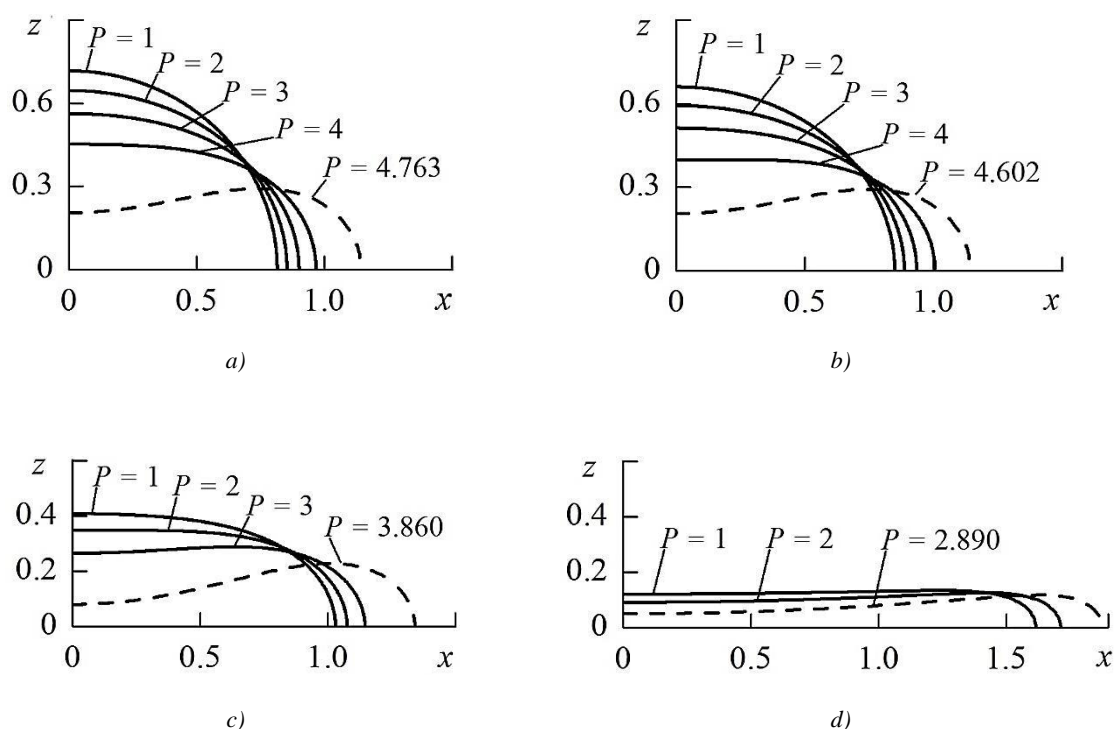 z
P = 1
P = 2
P = 3
P = 4
P = 4.763
0.6
0.3
0
0 0.5 1.0 x
a)
z
P = 1
P = 2
P = 3
P = 4
P = 4.602
0.6
0.3
0
0 0.5 1.0 x
b)
z
P = 1
P = 2
P = 3
P = 3.860
0.4
0.2
0
0 0.5 1.0 x
c)
z
P = 1 P = 2 P = 2.890
0.4
0.2
0
0 0.5 1.0 1.5 x
d)